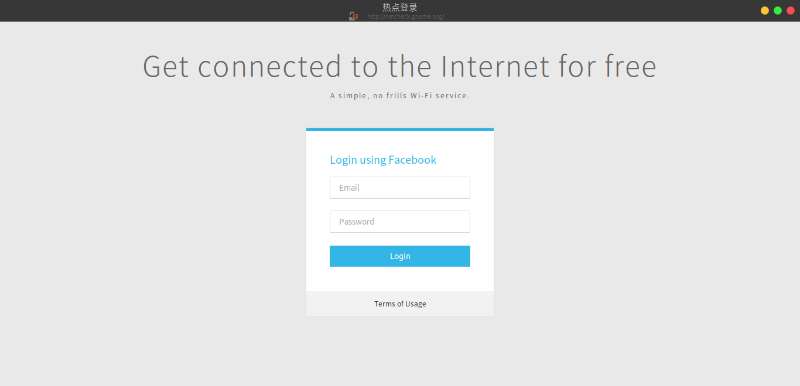 热点登录
Get connected to the Internet for free
A simple, no frills Wi-Fi service.
Login using Facebook
Email
Password
Login
Terms of Usage